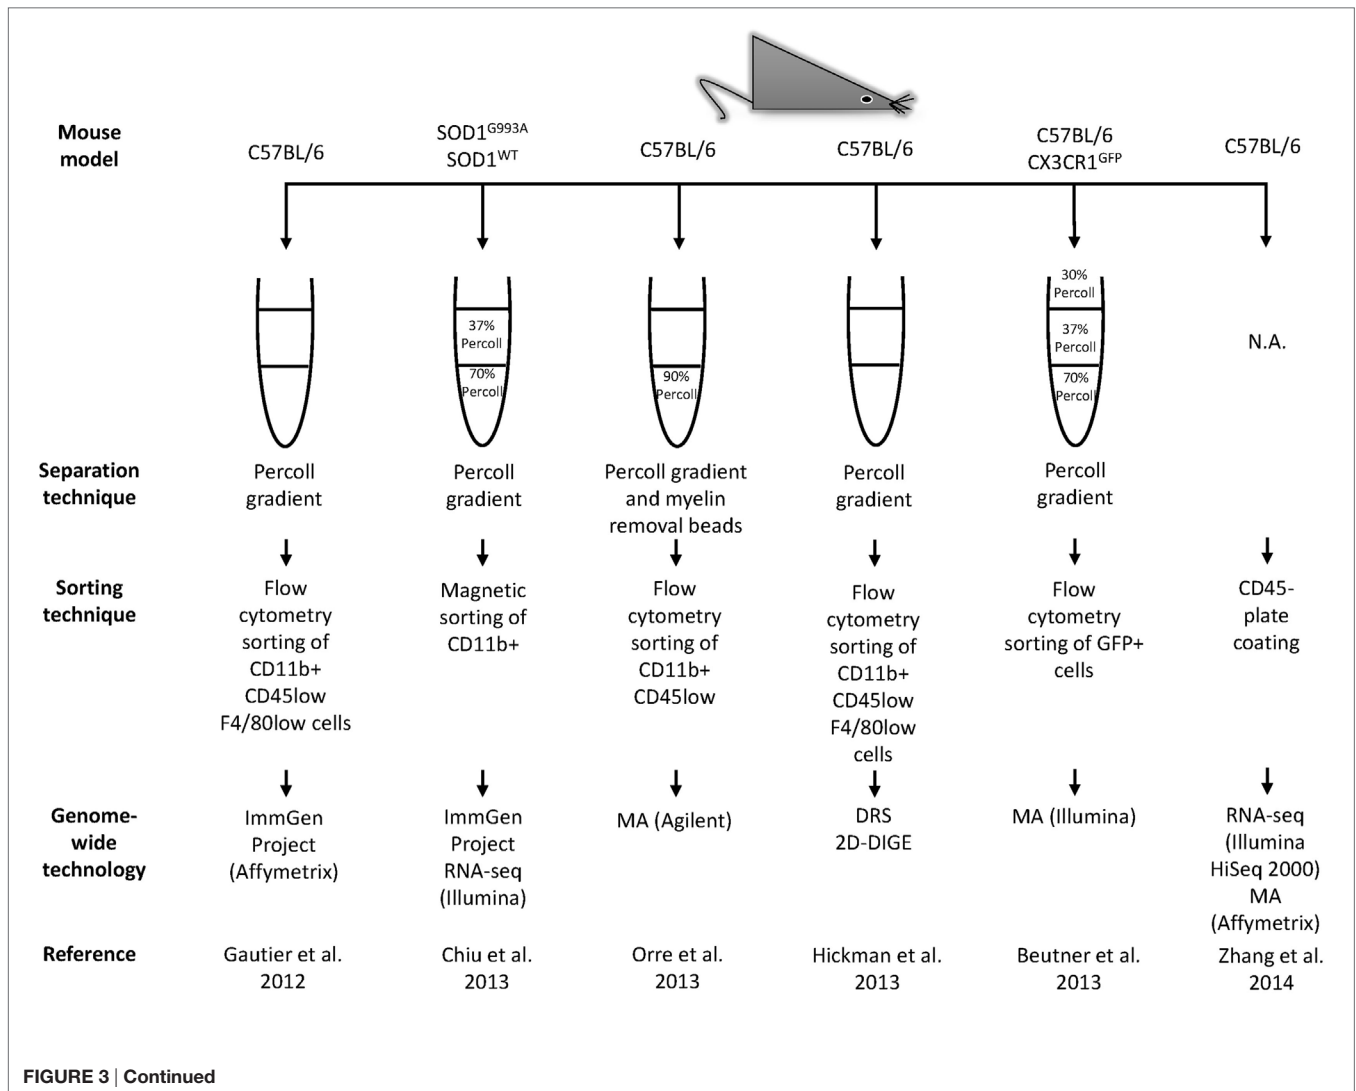 Mouse
model
C57BL/6
SOD1G993A
SOD1WT
C57BL/6
C57BL/6
C57BL/6
CX3CR1GFP
C57BL/6
37%
Percoll
70%
Percoll
90%
Percoll
30%
Percoll
37%
Percoll
70%
Percoll
N.A.
Separation
technique
Percoll
gradient
Percoll
gradient
Percoll gradient
and myelin
removal beads
Percoll
gradient
Percoll
gradient
Sorting
technique
Flow
cytometry
sorting of
CD11b+
CD45low
F4/80low cells
Magnetic
sorting of
CD11b+
Flow
cytometry
sorting of
CD11b+
CD45low
Flow
cytometry
sorting of
CD11b+
CD45low
F4/80low
cells
Flow
cytometry
sorting of GFP+
cells
CD45-
plate
coating
Genome-
wide
technology
ImmGen
Project
(Affymetrix)
ImmGen
Project
RNA-seq
(Illumina)
MA (Agilent)
DRS
2D-DIGE
MA (Illumina)
RNA-seq
(Illumina
HiSeq 2000)
MA
(Affymetrix)
Reference
Gautier et al.
2012
Chiu et al.
2013
Orre et al.
2013
Hickman et al.
2013
Beutner et al.
2013
Zhang et al.
2014
FIGURE 3 | Continued